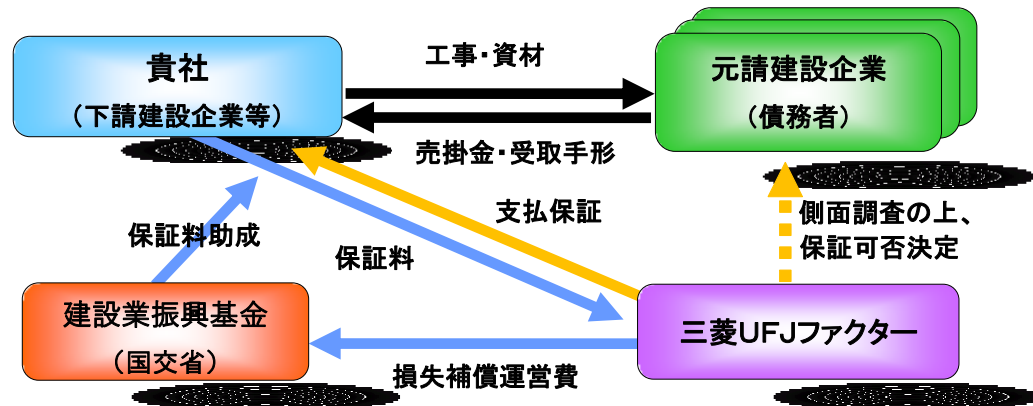 貴社
（下請建設企業等）
工事・資材
元請建設企業
（債務者）
売掛金・受取手形
支払保証
保証料助成
保証料
側面調査の上、
保証可否決定
建設業振興基金
（国交省）
三菱ＵＦＪファクター
損失補償運営費